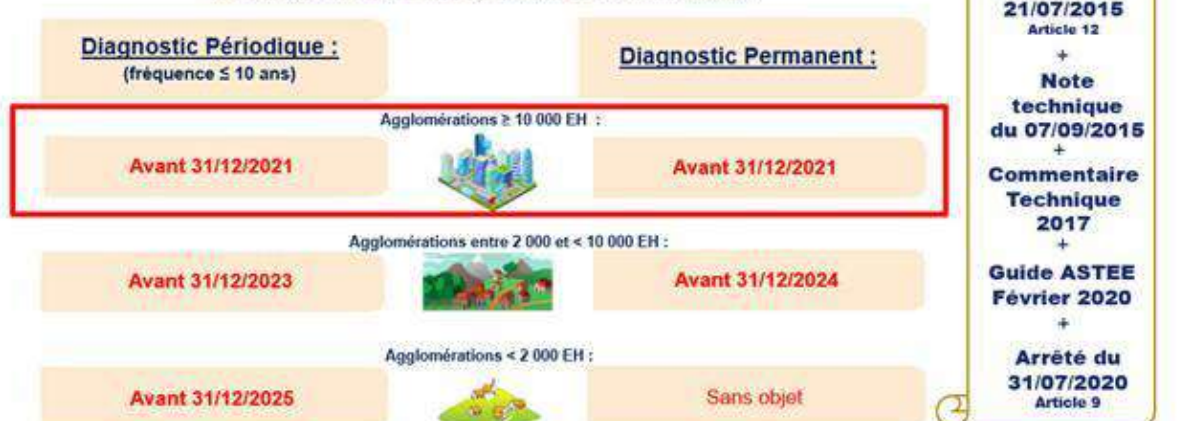 Diagnostic Périodique :
(fréquence ≤ 10 ans)
Diagnostic Permanent :
Agglomérations ≥ 10 000 EH :
Avant 31/12/2021
Avant 31/12/2021
Agglomérations entre 2 000 et < 10 000 EH :
Avant 31/12/2023
Avant 31/12/2024
Agglomérations < 2 000 EH :
Avant 31/12/2025
Sans objet
21/07/2015
Article 12
+
Note
technique
du 07/09/2015
+
Commentaire
Technique
2017
+
Guide ASTEE
Février 2020
+
Arrêté du
31/07/2020
Article 9